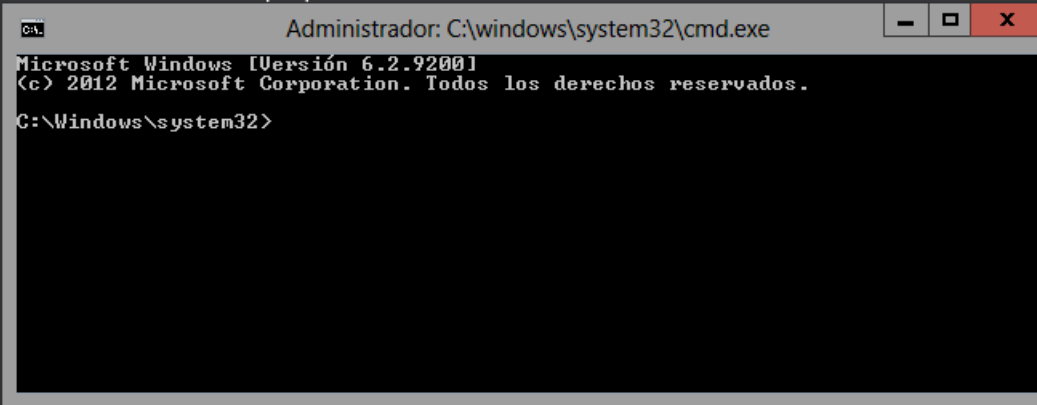 Administrador: C:\windows\system32\cmd.exe
Microsoft Windows [Versión 6.2.9200]
(c) 2012 Microsoft Corporation. Todos los derechos reservados.
C:\Windows\system32>